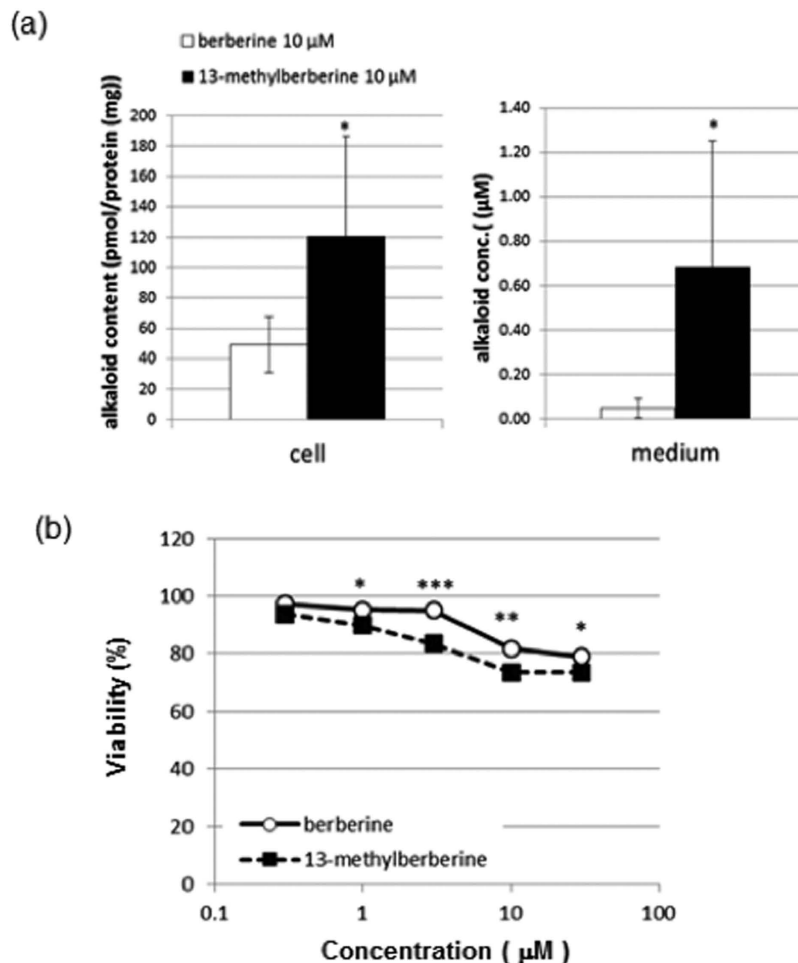 (a)
berberine 10 μM
13-methylberberine 10 μM
alkaloid content (pmol/protein (mg))
200
180
160
140
120
100
80
60
40
20
0
*
cell
alkaloid conc.( (μM)
1.40
1.20
1.00
0.80
0.60
0.40
0.20
0.00
*
medium
(b)
Viability (%)
120
100
80
60
40
20
0
* *** ** *
berberine
13-methylberberine
0.1 1 10 100
Concentration ( μM )